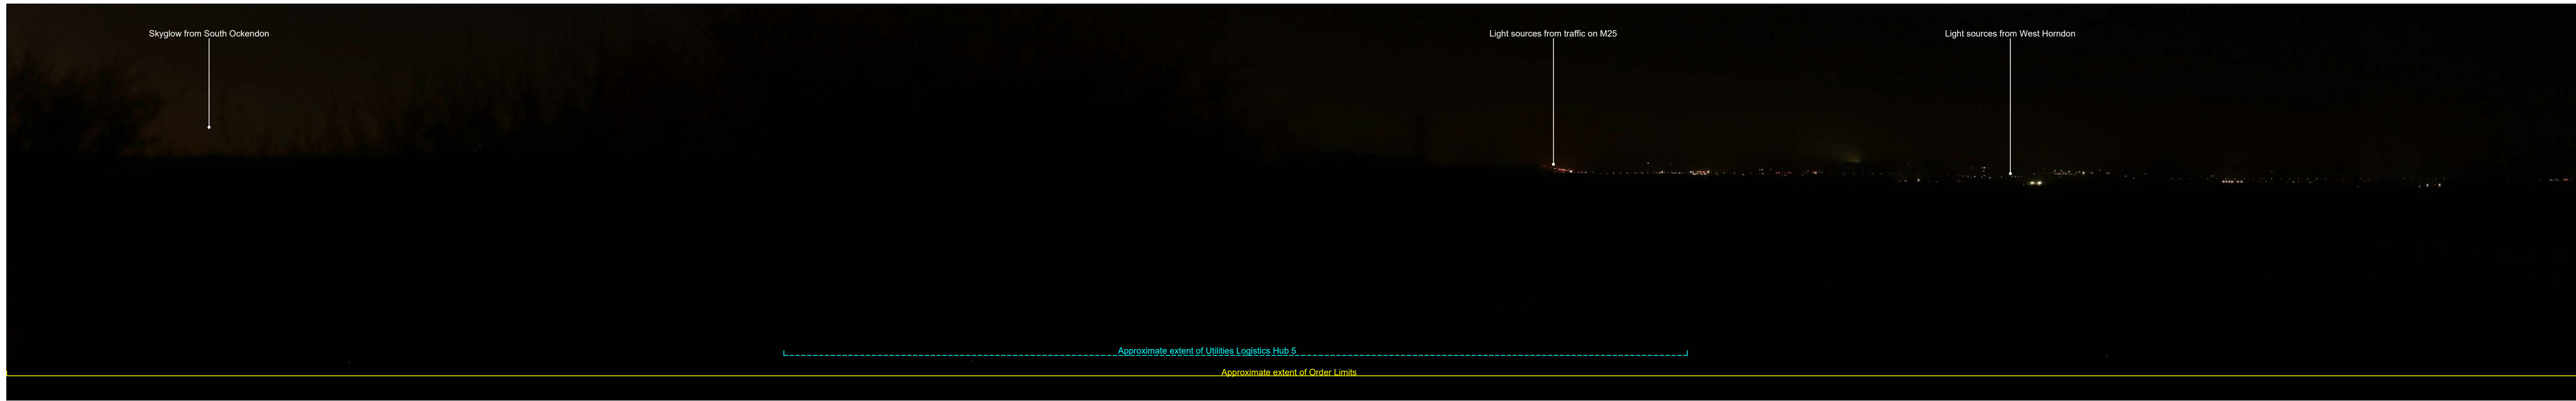 Skyglow from South Ockendon
Light sources from traffic on M25
Light sources from West Horndon
Approximate extent of Utilities Logistics Hub 5
Approximate extent of Order Limits